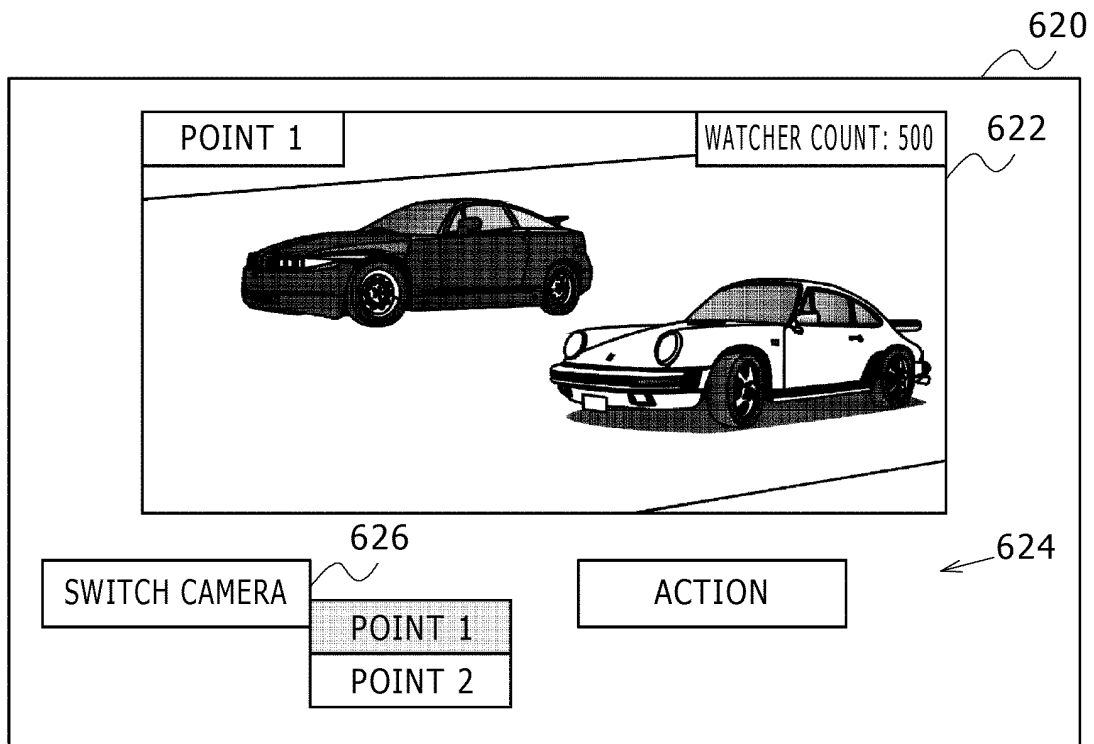 620
POINT 1
WATCHER COUNT: 500
622
626
624
SWITCH CAMERA
ACTION
POINT 1
POINT 2